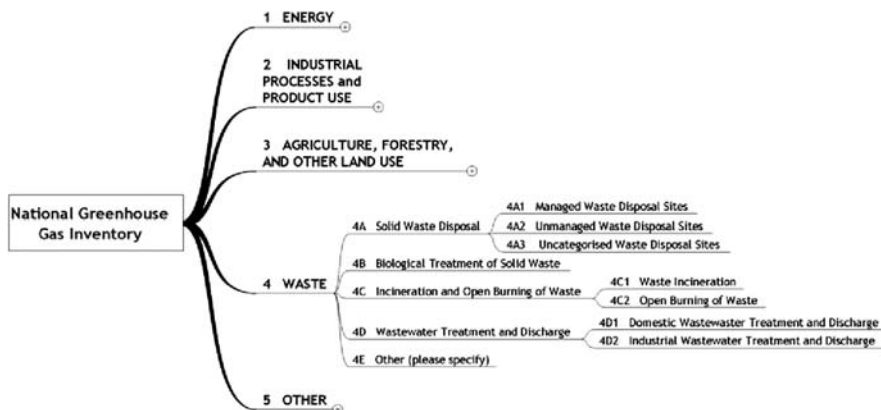 1 ENERGY
2 INDUSTRIAL
PROCESSES and
PRODUCT USE
3 AGRICULTURE, FORESTRY,
AND OTHER LAND USE
National Greenhouse
Gas Inventory
4 WASTE
4A Solid Waste Disposal
4A1 Managed Waste Disposal Sites
4A2 Unmanaged Waste Disposal Sites
4A3 Uncategorised Waste Disposal Sites
4B Biological Treatment of Solid Waste
4C Incineration and Open Burning of Waste
4C1 Waste Incineration
4C2 Open Burning of Waste
4D Wastewater Treatment and Discharge
4D1 Domestic Wastewaster Treatment and Discharge
4D2 Industrial Wastewater Treatment and Discharge
4E Other (please specify)
5 OTHER